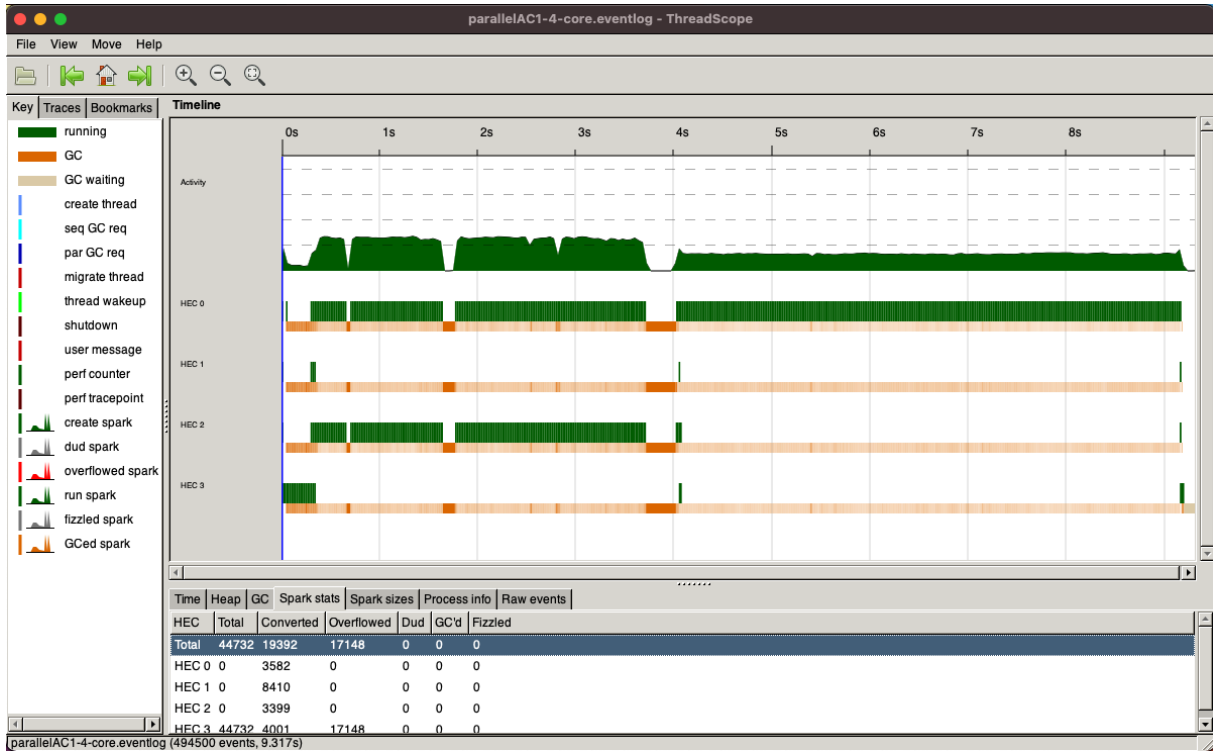 parallelAC1-4-core.eventlog - ThreadScope
File View Move Help
Key Traces Bookmarks
running
GC
GC waiting
create thread
seq GC req
par GC req
migrate thread
thread wakeup
shutdown
user message
perf counter
perf tracepoint
create spark
dud spark
overflowed spark
run spark
fizzled spark
GCed spark
Timeline
0s 1s 2s 3s 4s 5s 6s 7s 8s
Activity
HEC 0
HEC 1
HEC 2
HEC 3
Time Heap GC Spark stats Spark sizes Process info Raw events
HEC Total Converted Overflowed Dud GC'd Fizzled
Total 44732 19392 17148 0 0 0
HEC 0 0 3582 0 0 0 0
HEC 1 0 8410 0 0 0 0
HEC 2 0 3399 0 0 0 0
HEC 3 44732 4001 17148 0 0 0
parallelAC1-4-core.eventlog (494500 events, 9.317s)